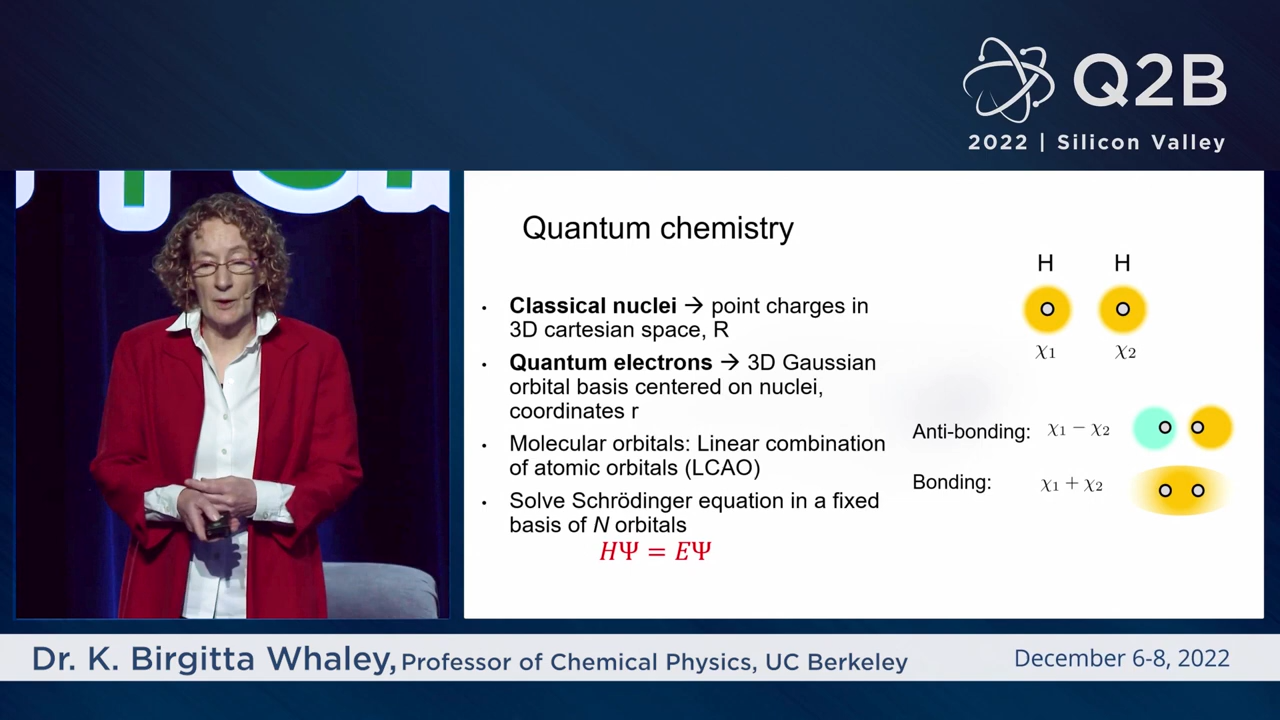 Q2B
2022 | Silicon Valley
Quantum chemistry
• Classical nuclei → point charges in
3D cartesian space, R
• Quantum electrons → 3D Gaussian
orbital basis centered on nuclei,
coordinates r
• Molecular orbitals: Linear combination
of atomic orbitals (LCAO)
• Solve Schrödinger equation in a fixed
basis of N orbitals
HΨ = EΨ
H H
χ₁ χ₂
Anti-bonding: χ₁ − χ₂
Bonding: χ₁ + χ₂
Dr. K. Birgitta Whaley, Professor of Chemical Physics, UC Berkeley
December 6-8, 2022